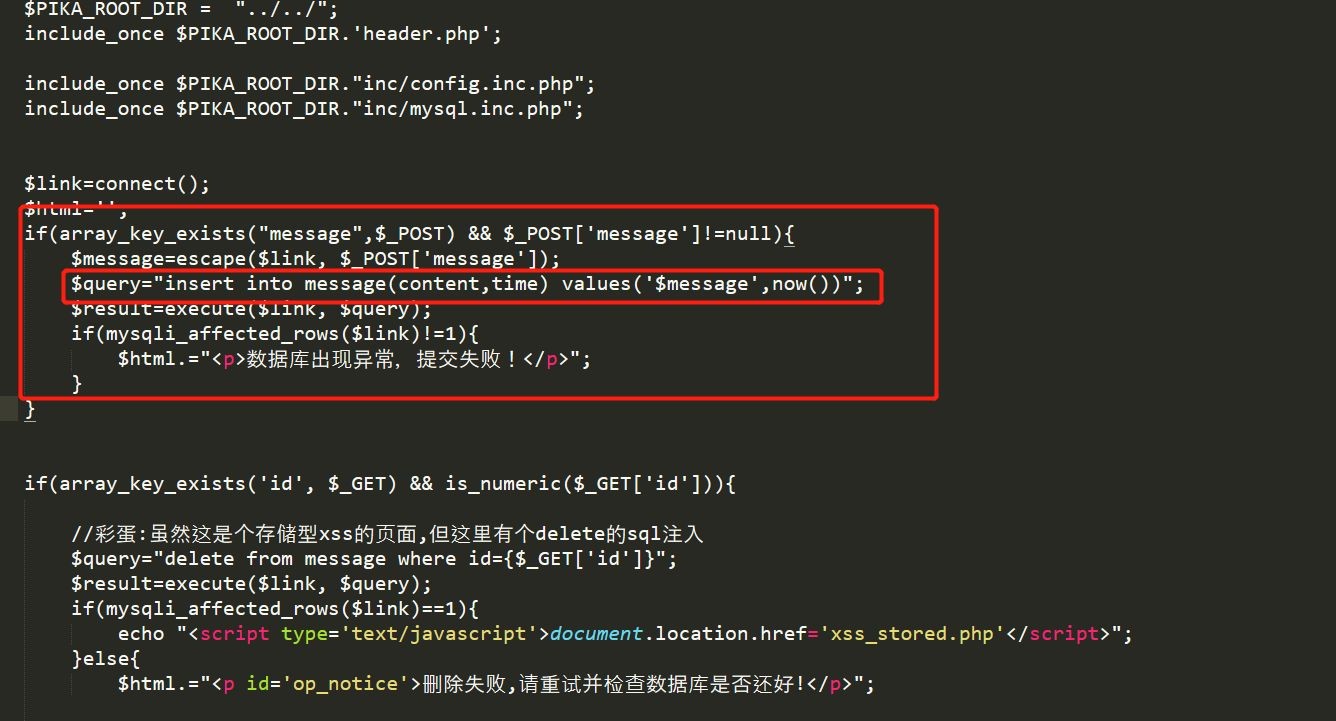 $PIKA_ROOT_DIR =  "../../";
include_once $PIKA_ROOT_DIR.'header.php';
include_once $PIKA_ROOT_DIR."inc/config.inc.php";
include_once $PIKA_ROOT_DIR."inc/mysql.inc.php";
$link=connect();
$html='';
if(array_key_exists("message",$_POST) && $_POST['message']!=null){
    $message=escape($link, $_POST['message']);
    $query="insert into message(content,time) values('$message',now())";
    $result=execute($link, $query);
    if(mysqli_affected_rows($link)!=1){
        $html.="<p>数据库出现异常，提交失败！</p>";
    }
}
if(array_key_exists('id', $_GET) && is_numeric($_GET['id'])){
    //彩蛋:虽然这是个存储型xss的页面,但这里有个delete的sql注入
    $query="delete from message where id={$_GET['id']}";
    $result=execute($link, $query);
    if(mysqli_affected_rows($link)==1){
        echo "<script type='text/javascript'>document.location.href='xss_stored.php'</script>";
    }else{
        $html.="<p id='op_notice'>删除失败,请重试并检查数据库是否还好!</p>";